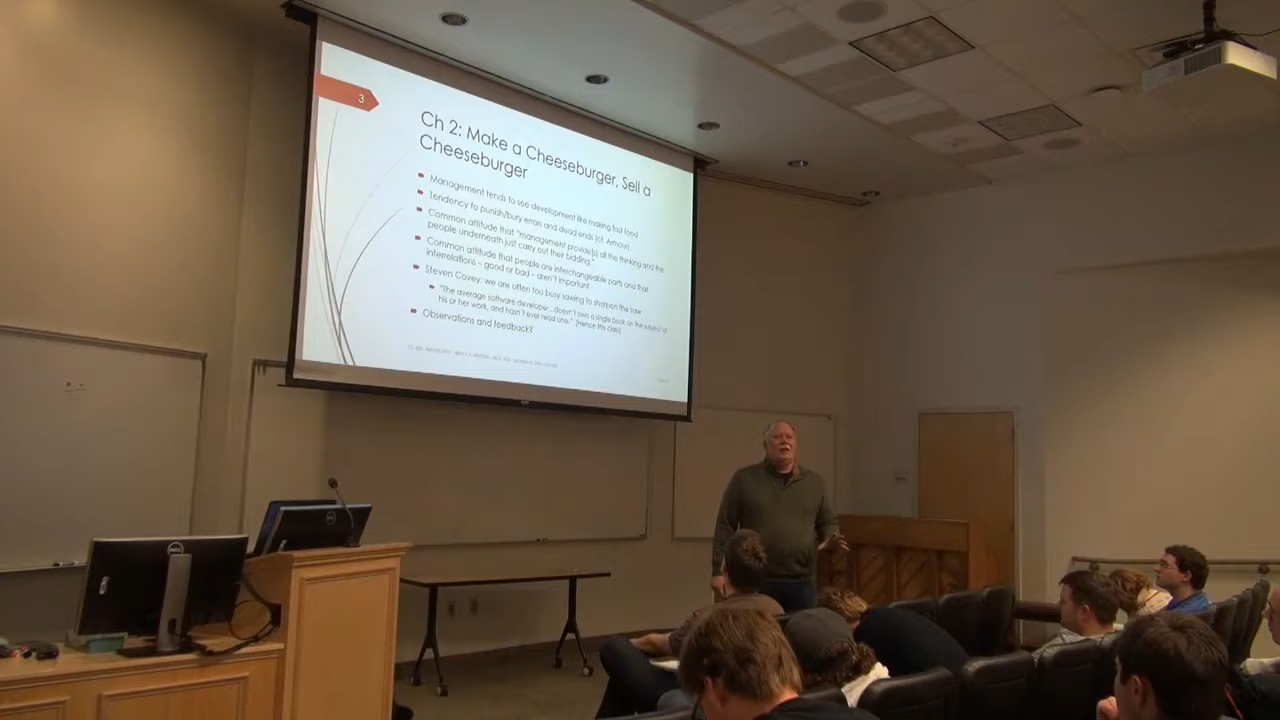 3
Ch 2: Make a Cheeseburger, Sell a
Cheeseburger
Management tends to see development like making fast food
Tendency to punish/bury errors and dead ends (cf. Armour)
Common attitude that "management provide[s] all the thinking and the
people underneath just carry out their bidding."
Common attitude that people are interchangeable parts and that
interrelations – good or bad – aren't important
Steven Covey: we are often too busy sawing to sharpen the saw
"The average software developer…doesn't own a single book on the subject of
his or her work, and hasn't ever read one." [Hence this class]
Observations and feedback?
DELL
DELL